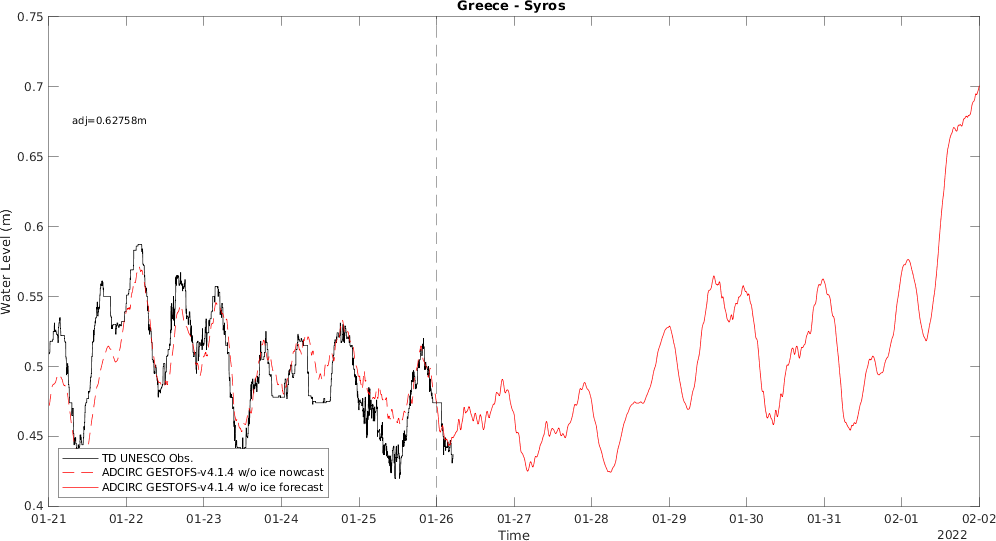 Greece - Syros
0.75
0.7
0.65
0.6
0.55
0.5
0.45
0.4
Water Level (m)
adj=0.62758m
TD UNESCO Obs.
ADCIRC GESTOFS-v4.1.4 w/o ice nowcast
ADCIRC GESTOFS-v4.1.4 w/o ice forecast
01-21 01-22 01-23 01-24 01-25 01-26 01-27 01-28 01-29 01-30 01-31 02-01 02-02
Time
2022